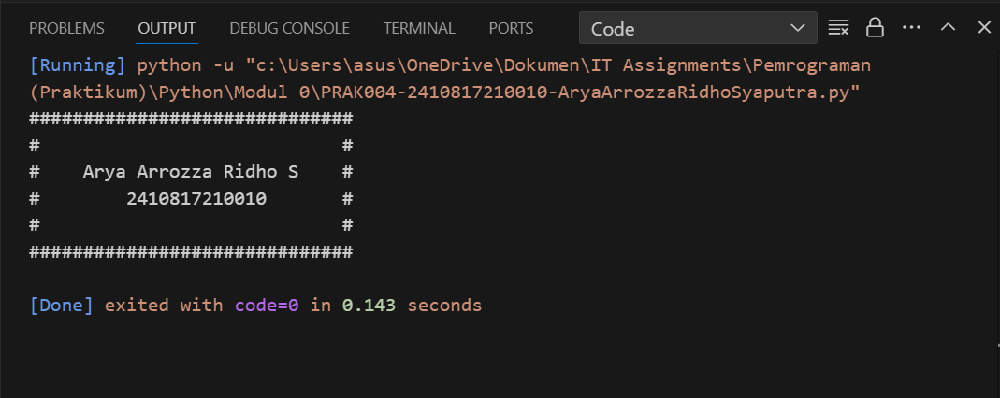 PROBLEMS OUTPUT DEBUG CONSOLE TERMINAL PORTS Code
[Running] python -u "c:\Users\asus\OneDrive\Dokumen\IT Assignments\Pemrograman
(Praktikum)\Python\Modul 0\PRAK004-2410817210010-AryaArrozzaRidhoSyaputra.py"
##############################
#                            #
#    Arya Arrozza Ridho S    #
#        2410817210010       #
#                            #
##############################
[Done] exited with code=0 in 0.143 seconds